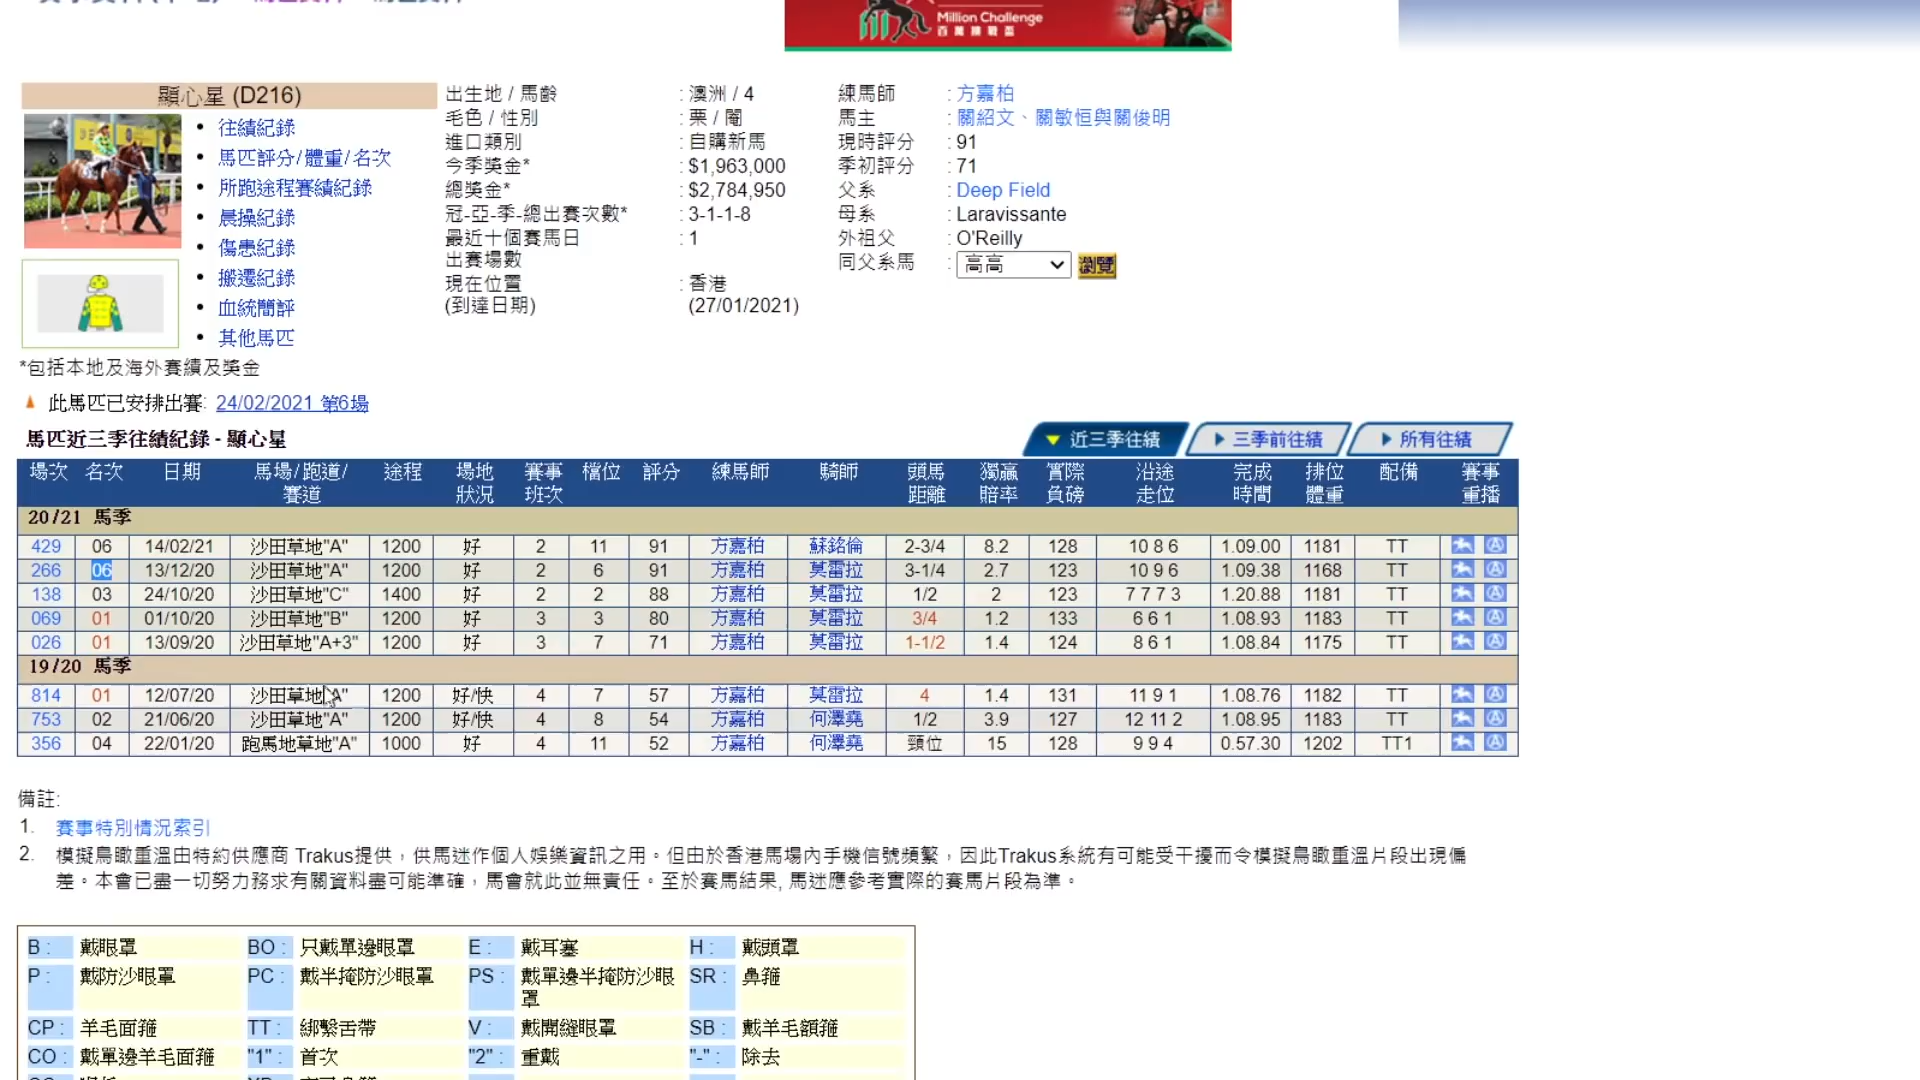 Million Challenge
百萬挑戰盃
顯心星 (D216)
往績紀錄
馬匹評分/體重/名次
所跑途程賽績紀錄
晨操紀錄
傷患紀錄
搬遷紀錄
血統簡評
其他馬匹
出生地 / 馬齡 : 澳洲 / 4
毛色 / 性別 : 栗 / 閹
進口類別 : 自購新馬
今季獎金* : $1,963,000
總獎金* : $2,784,950
冠-亞-季-總出賽次數* : 3-1-1-8
最近十個賽馬日 : 1
出賽場數
現在位置 : 香港
(到達日期) (27/01/2021)
練馬師 : 方嘉柏
馬主 : 關紹文、關敏恒與關俊明
現時評分 : 91
季初評分 : 71
父系 : Deep Field
母系 : Laravissante
外祖父 : O'Reilly
同父系馬 : 高高 瀏覽
*包括本地及海外賽績及獎金
此馬匹已安排出賽: 24/02/2021 第6場
馬匹近三季往績紀錄 - 顯心星
近三季往績 三季前往績 所有往績
場次 名次 日期 馬場/跑道/ 途程 場地 賽事 檔位 評分 練馬師 騎師 頭馬 獨贏 實際 沿途 完成 排位 配備 賽事
賽道 狀況 班次 距離 賠率 負磅 走位 時間 體重 重播
20/21 馬季
429 06 14/02/21 沙田草地"A" 1200 好 2 11 91 方嘉柏 蘇銘倫 2-3/4 8.2 128 10 8 6 1.09.00 1181 TT
266 06 13/12/20 沙田草地"A" 1200 好 2 6 91 方嘉柏 莫雷拉 3-1/4 2.7 123 10 9 6 1.09.38 1168 TT
138 03 24/10/20 沙田草地"C" 1400 好 2 2 88 方嘉柏 莫雷拉 1/2 2 123 7 7 7 3 1.20.88 1181 TT
069 01 01/10/20 沙田草地"B" 1200 好 3 3 80 方嘉柏 莫雷拉 3/4 1.2 133 6 6 1 1.08.93 1183 TT
026 01 13/09/20 沙田草地"A+3" 1200 好 3 7 71 方嘉柏 莫雷拉 1-1/2 1.4 124 8 6 1 1.08.84 1175 TT
19/20 馬季
814 01 12/07/20 沙田草地"A" 1200 好/快 4 7 57 方嘉柏 莫雷拉 4 1.4 131 11 9 1 1.08.76 1182 TT
753 02 21/06/20 沙田草地"A" 1200 好/快 4 8 54 方嘉柏 何澤堯 1/2 3.9 127 12 11 2 1.08.95 1183 TT
356 04 22/01/20 跑馬地草地"A" 1000 好 4 11 52 方嘉柏 何澤堯 頸位 15 128 9 9 4 0.57.30 1202 TT1
備註:
1. 賽事特別情況索引
2. 模擬鳥瞰重溫由特約供應商 Trakus提供，供馬迷作個人娛樂資訊之用。但由於香港馬場內手機信號頻繁，因此Trakus系統有可能受干擾而令模擬鳥瞰重溫片段出現偏
差。本會已盡一切努力務求有關資料盡可能準確，馬會就此並無責任。至於賽馬結果, 馬迷應參考實際的賽馬片段為準。
B : 戴眼罩 BO : 只戴單邊眼罩 E : 戴耳塞 H : 戴頭罩
P : 戴防沙眼罩 PC : 戴半掩防沙眼罩 PS : 戴單邊半掩防沙眼 SR : 鼻箍
罩
CP : 羊毛面箍 TT : 綁繫舌帶 V : 戴開縫眼罩 SB : 戴羊毛額箍
CO : 戴單邊羊毛面箍 "1" : 首次 "2" : 重戴 "-" : 除去